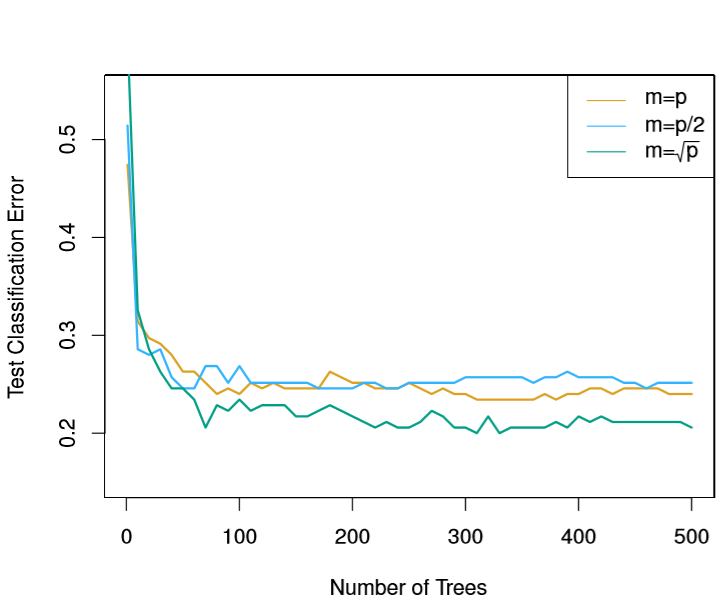 m=p
m=p/2
m=√p
Test Classification Error
0.5
0.4
0.3
0.2
0 100 200 300 400 500
Number of Trees